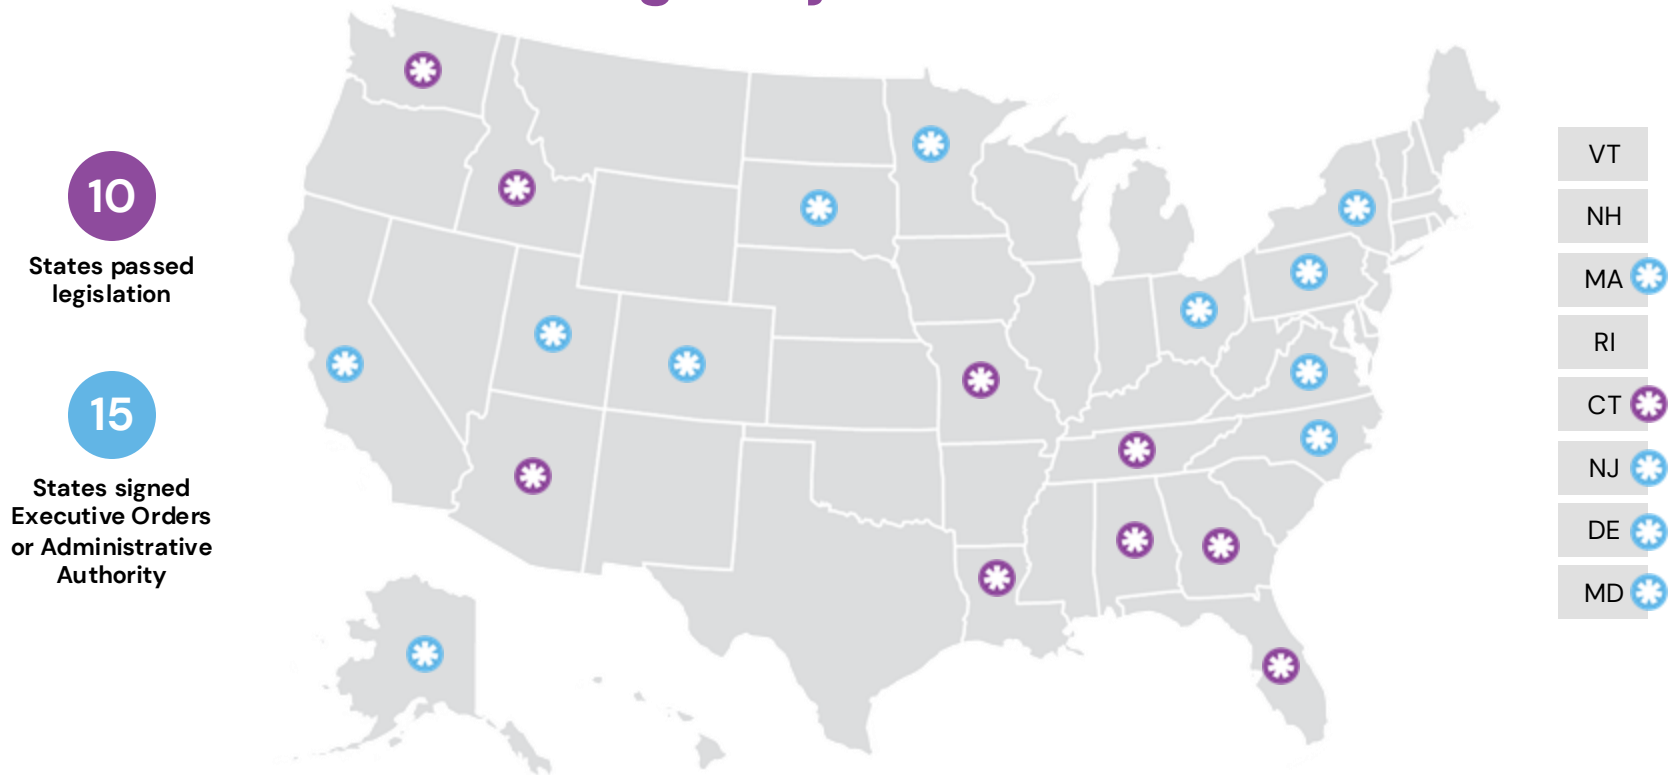 10
States passed
legislation
15
States signed
Executive Orders
or Administrative
Authority
VT
NH
MA
RI
CT
NJ
DE
MD